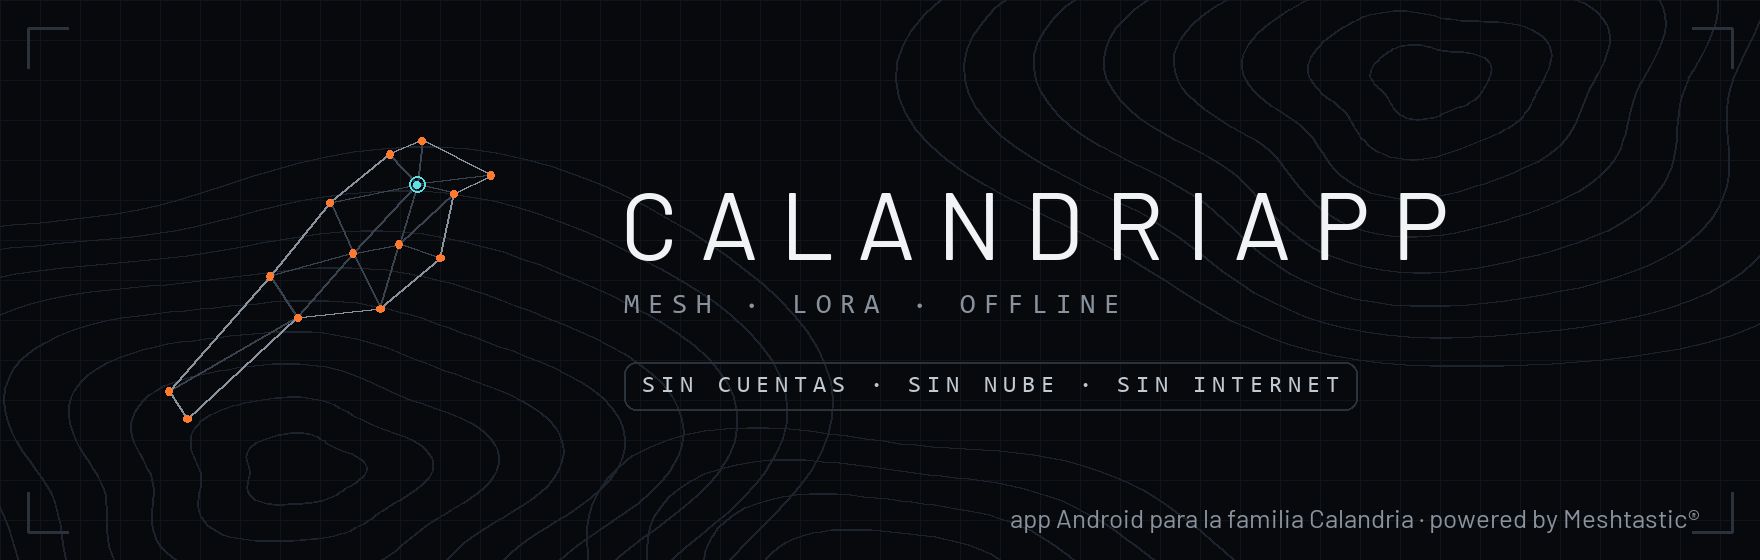 CALANDRIAPP
MESH · LORA · OFFLINE
SIN CUENTAS · SIN NUBE · SIN INTERNET
app Android para la familia Calandria · powered by Meshtastic®